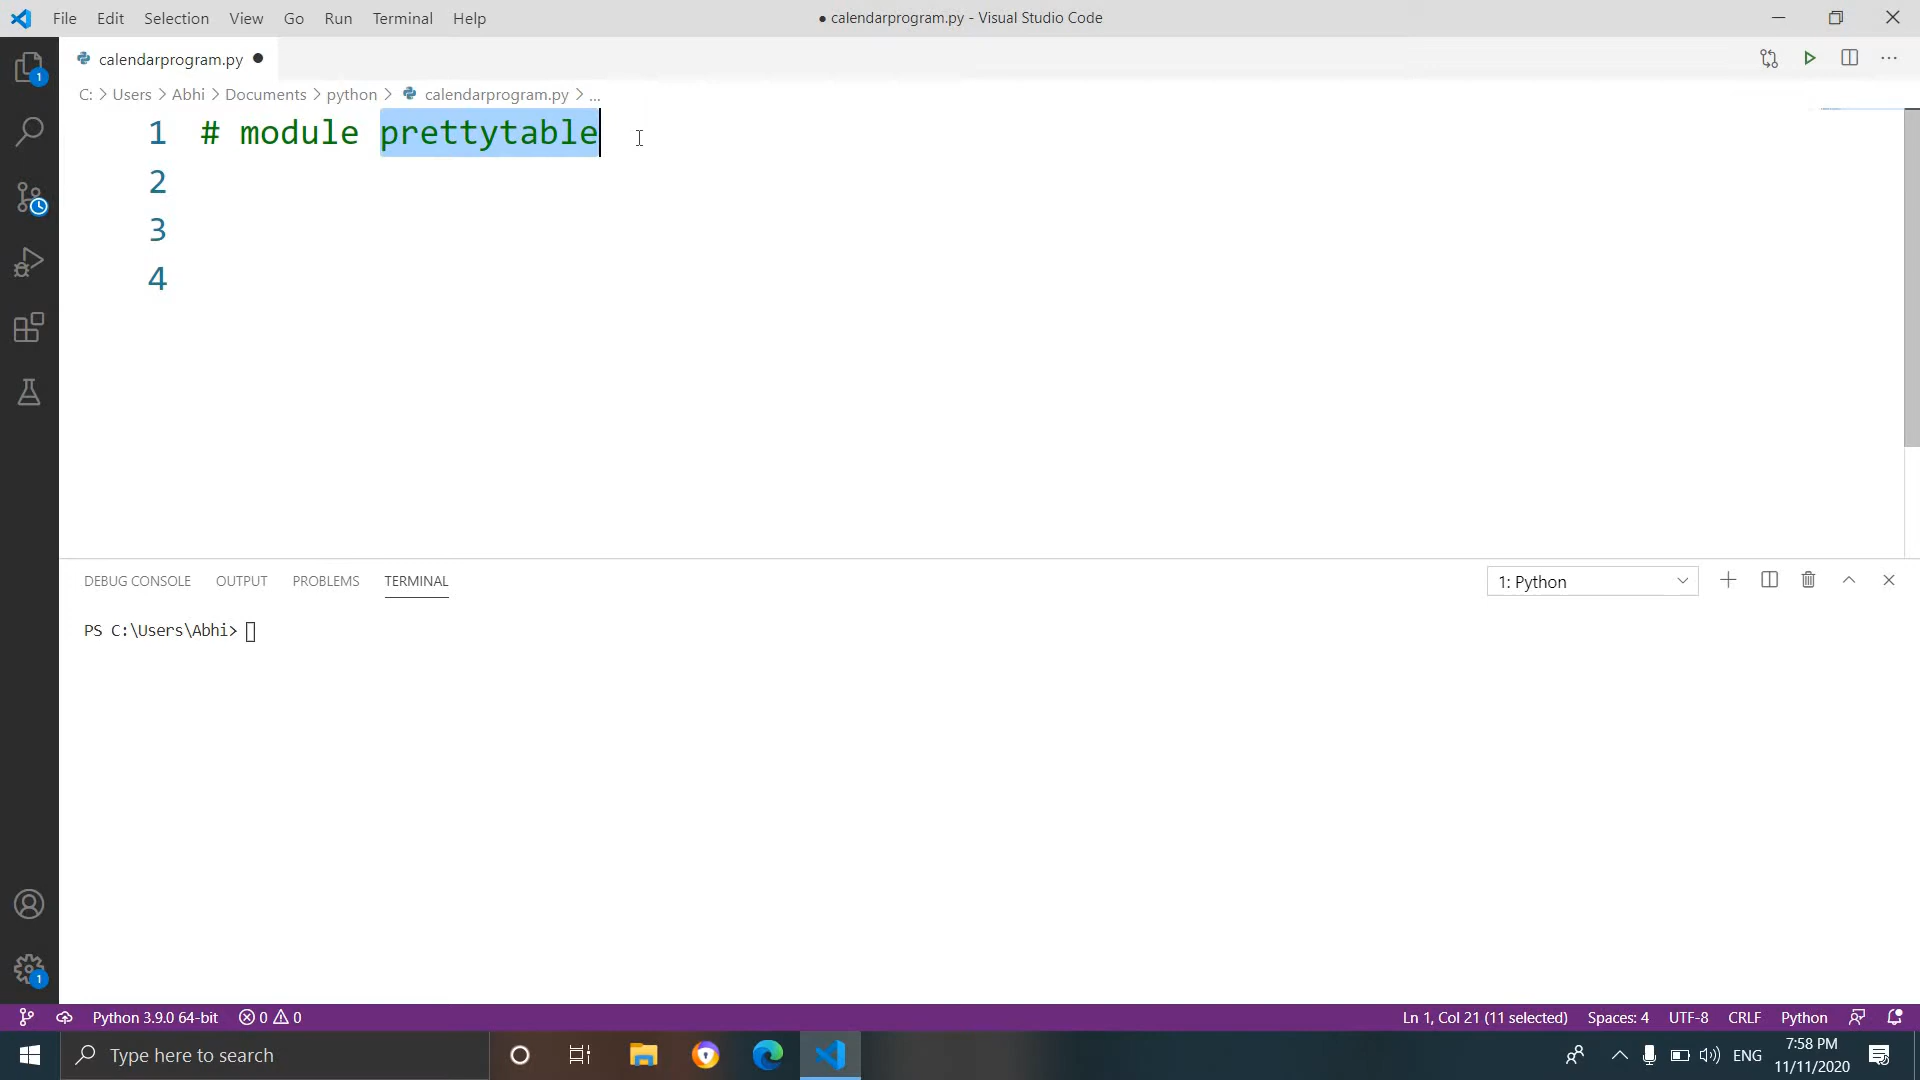 File Edit Selection View Go Run Terminal Help
● calendarprogram.py - Visual Studio Code
calendarprogram.py ●
C: > Users > Abhi > Documents > python > calendarprogram.py > ...
1 # module prettytable
2
3
4
DEBUG CONSOLE OUTPUT PROBLEMS TERMINAL
1: Python
PS C:\Users\Abhi>
1
1
Python 3.9.0 64-bit 0 0
Ln 1, Col 21 (11 selected) Spaces: 4 UTF-8 CRLF Python
Type here to search
ENG
7:58 PM
11/11/2020